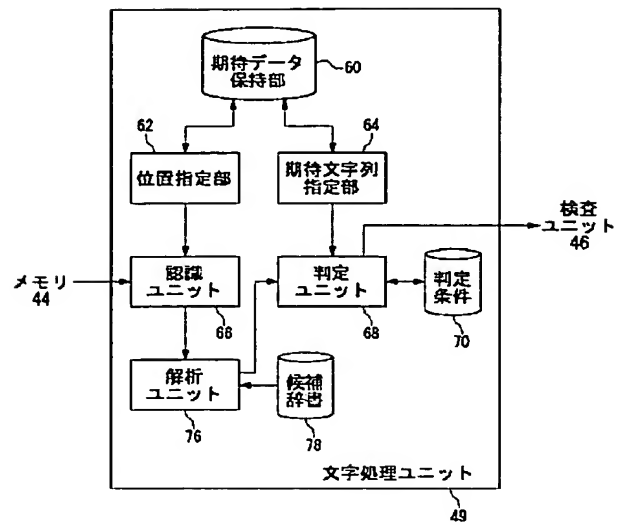 期待データ
保持部
60
62
位置指定部
64
期待文字列
指定部
検査
ユニット
46
メモリ
44
認識
ユニット
66
判定
ユニット
68
判定
条件
70
解析
ユニット
76
候補
辞書
78
文字処理ユニット
49